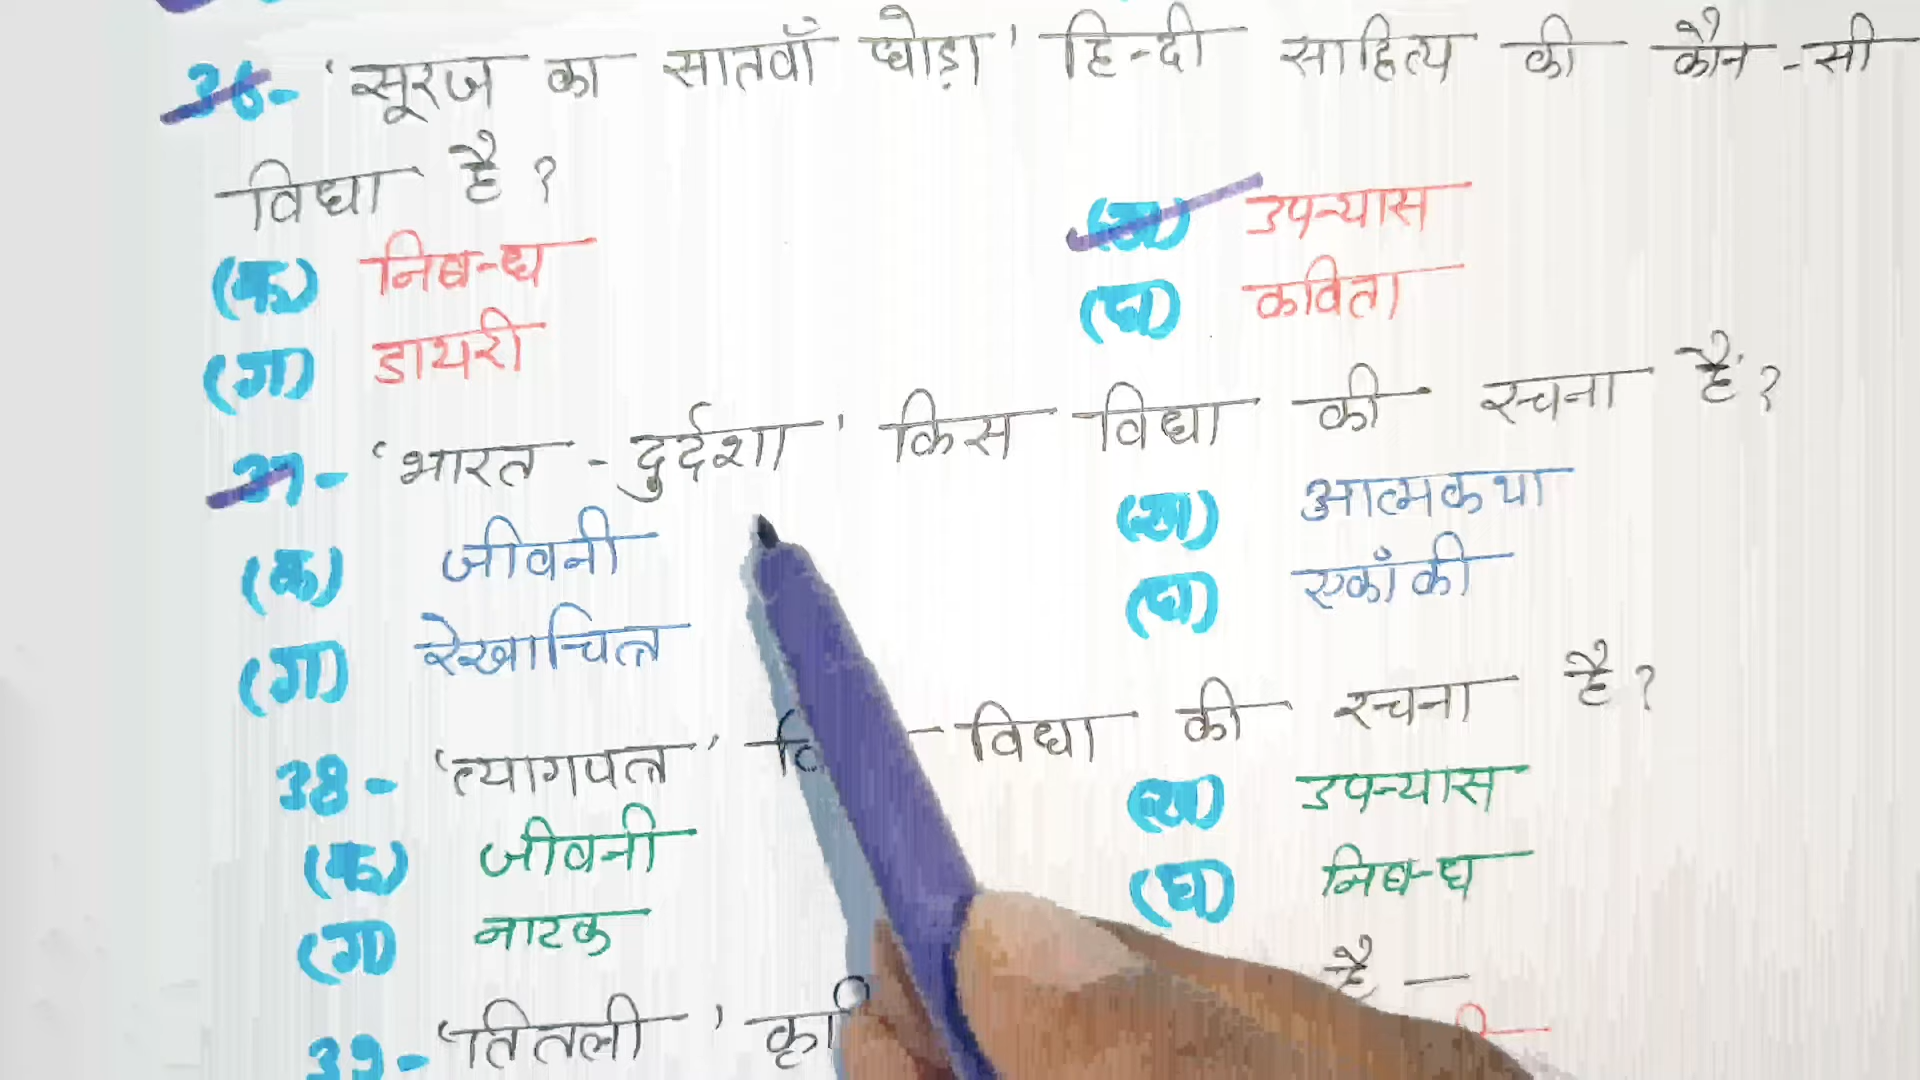 36- 'सूरज का सातवाँ घोड़ा' हिन्दी साहित्य की कौन-सी
विधा है?
(क) निबन्ध (ख) उपन्यास
(ग) डायरी (घ) कविता
37- 'भारत-दुर्दशा' किस विधा की रचना है?
(क) जीवनी (ख) आत्मकथा
(ग) रेखाचित्र (घ) एकाँकी
38- 'त्यागपत्र' विधा की रचना है?
(क) जीवनी (ख) उपन्यास
(ग) नाटक (घ) निबन्ध
39- 'तितली' है —